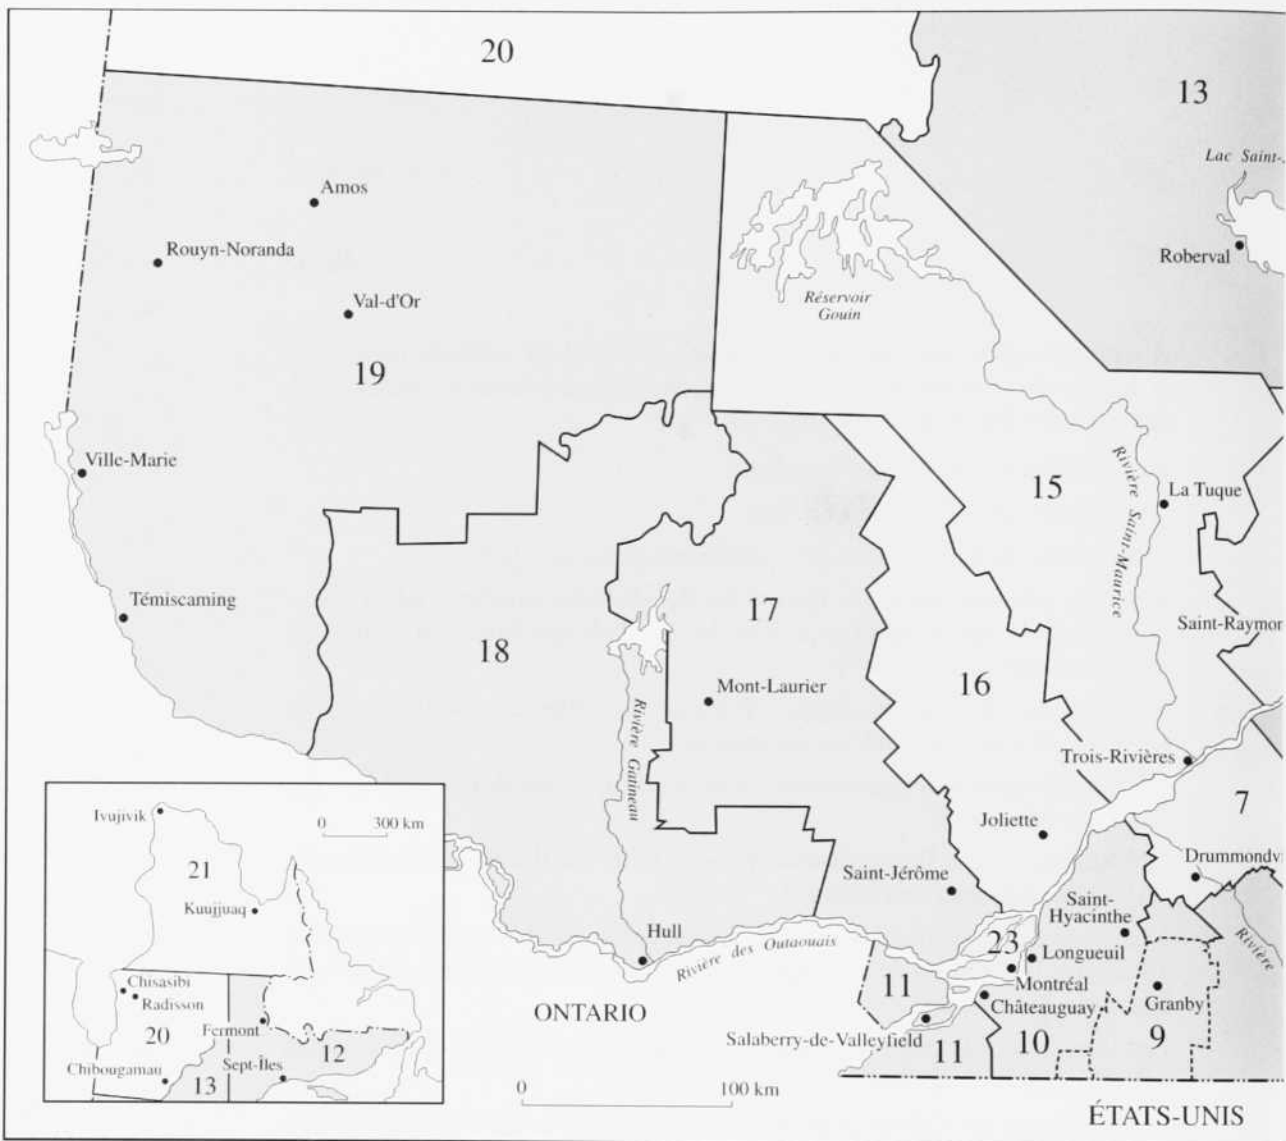 20
13
Lac Saint-
Amos
Rouyn-Noranda
Roberval
Val-d'Or
Réservoir
Gouin
19
Ville-Marie
15
La Tuque
Rivière Saint-Maurice
Témiscaming
17
Saint-Raymon
18
16
Mont-Laurier
Rivière Gatineau
Trois-Rivières
7
Joliette
Drummondv
Saint-Jérôme
Saint-
Hyacinthe
Hull
Rivière des Outaouais
23
Longueuil
Rivière
Montréal
11
Châteauguay
Granby
ONTARIO
Salaberry-de-Valleyfield
11
10
9
0 100 km
ÉTATS-UNIS
Ivujivik
0 300 km
21
Kuujjuaq
Chisasibi
Radisson
20
Fermont
12
Chibougamau
13
Sept-Îles